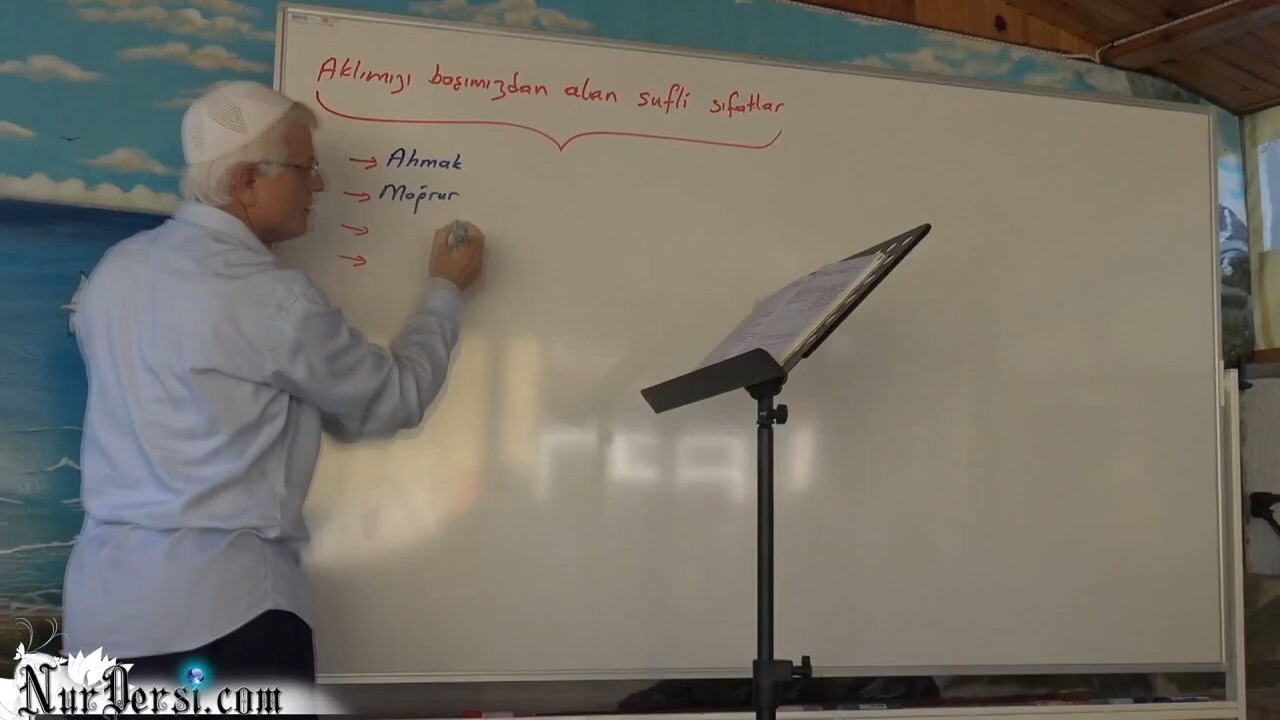 Aklımızı başımızdan alan sufli sıfatlar
→ Ahmak
→ Mağrur
→
→
NurDersi.com